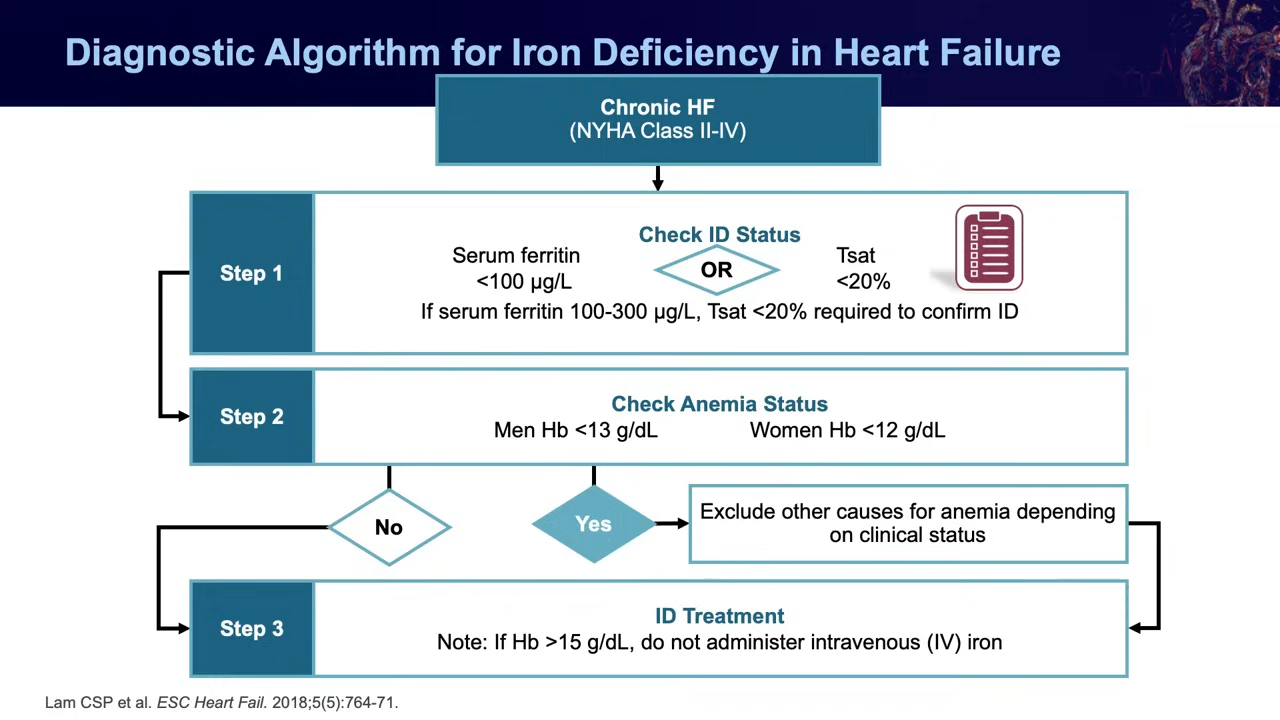 Diagnostic Algorithm for Iron Deficiency in Heart Failure
Chronic HF
(NYHA Class II-IV)
Step 1
Check ID Status
Serum ferritin
<100 µg/L
OR
Tsat
<20%
If serum ferritin 100-300 µg/L, Tsat <20% required to confirm ID
Step 2
Check Anemia Status
Men Hb <13 g/dL
Women Hb <12 g/dL
No
Yes
Exclude other causes for anemia depending
on clinical status
Step 3
ID Treatment
Note: If Hb >15 g/dL, do not administer intravenous (IV) iron
Lam CSP et al. ESC Heart Fail. 2018;5(5):764-71.